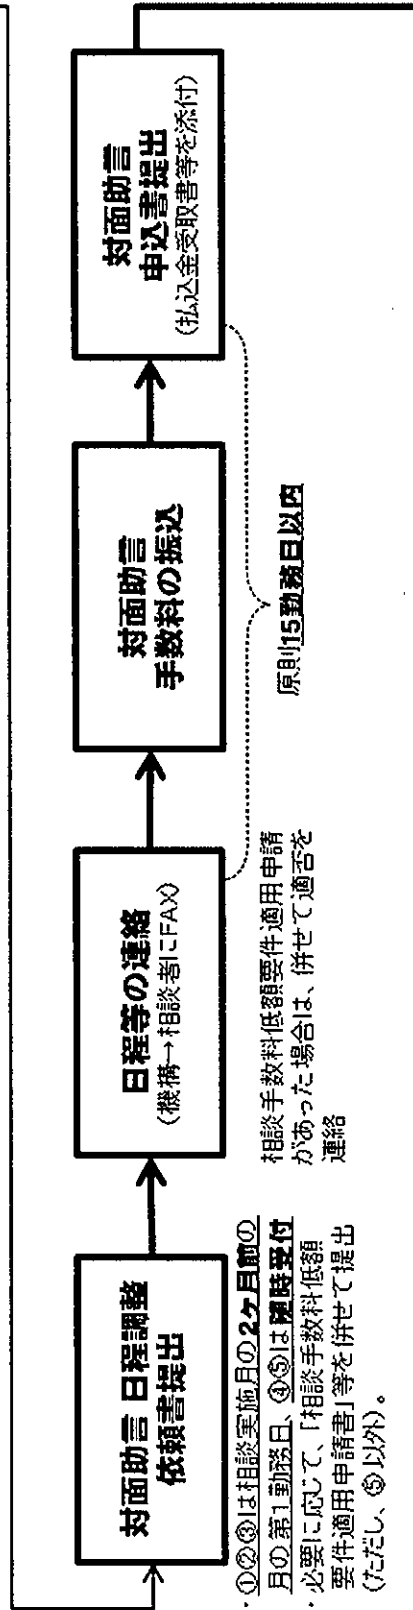 対面助言 日程調整
依頼書提出
・①②③は相談実施月の2ヶ月前の
月の第1勤務日、④⑤は随時受付
・必要に応じて、「相談手数料低額
要件適用申請書」等を併せて提出
(ただし、⑤以外)。
日程等の連絡
(機構→相談者にFAX)
相談手数料低額要件適用申請
があった場合は、併せて適否を
連絡
対面助言
手数料の振込
原則15勤務日以内
対面助言
申込書提出
(払込金受取書等を添付)